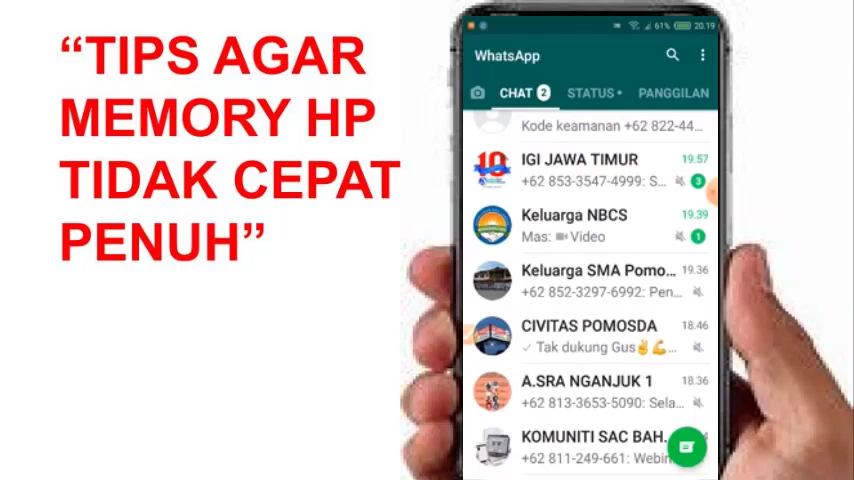 “TIPS AGAR
MEMORY HP
TIDAK CEPAT
PENUH”
61% 20.19
WhatsApp
CHAT 2 STATUS PANGGILAN
Kode keamanan +62 822-44...
IGI JAWA TIMUR 19.57
+62 853-3547-4999: S... 3
Keluarga NBCS 19.39
Mas: Video 1
Keluarga SMA Pomo... 19.36
+62 852-3297-6992: Pen...
CIVITAS POMOSDA 18.46
✓ Tak dukung Gus✌💪...
A.SRA NGANJUK 1 18.36
+62 813-3653-5090: Sela...
KOMUNITI SAC BAH.
+62 811-249-661: Webin